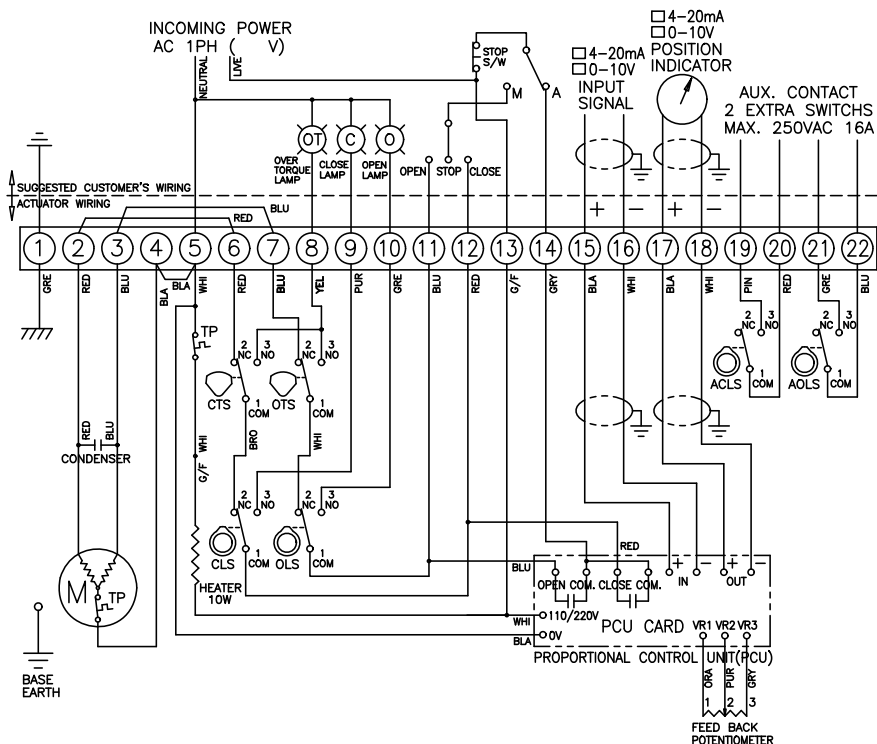 INCOMING POWER
AC 1PH ( V)
NEUTRAL
LIVE
STOP
S/W
M
A
□4-20mA
□0-10V
INPUT
SIGNAL
□4-20mA
□0-10V
POSITION
INDICATOR
AUX. CONTACT
2 EXTRA SWITCHS
MAX. 250VAC 16A
OT
C
O
OVER
TORQUE
LAMP
CLOSE
LAMP
OPEN
LAMP
OPEN
STOP
CLOSE
SUGGESTED CUSTOMER'S WIRING
ACTUATOR WIRING
RED
BLU
+ − + −
1 2 3 4 5 6 7 8 9 10 11 12 13 14 15 16 17 18 19 20 21 22
GRE
RED
BLU
BLA
BLA
WHI
RED
BLU
YEL
PUR
GRE
BLU
RED
G/F
GRY
BLA
WHI
BLA
WHI
PIN
RED
GRE
BLU
TP
2
NC
3
NO
2
NC
3
NO
CTS
1
COM
OTS
1
COM
2
NC
3
NO
ACLS
1
COM
2
NC
3
NO
AOLS
1
COM
RED
BLU
CONDENSER
WHI
G/F
BRO
WHI
2
NC
3
NO
2
NC
3
NO
CLS
1
COM
OLS
1
COM
HEATER
10W
M
TP
BASE
EARTH
BLU
RED
OPEN COM. CLOSE COM.
+ −
IN
+ −
OUT
WHI
110/220V
BLA
0V
PCU CARD
VR1 VR2 VR3
PROPORTIONAL CONTROL UNIT(PCU)
ORA
PUR
GRY
1 2 3
FEED BACK
POTENTIOMETER